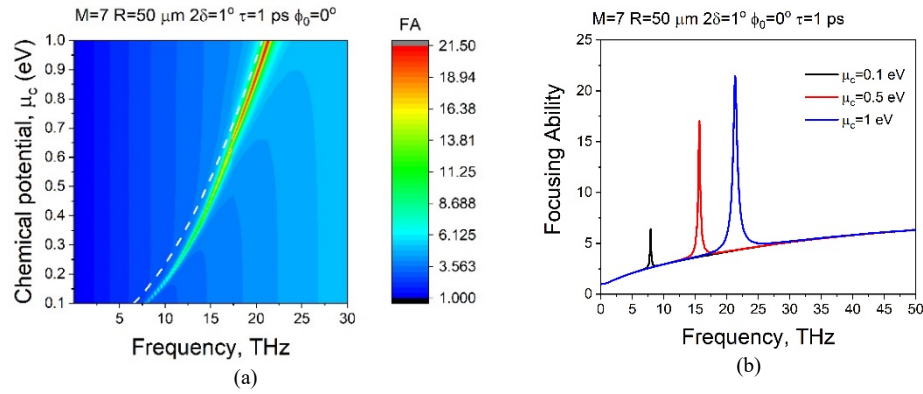 M=7 R=50 μm 2δ=1° τ=1 ps ϕ₀=0°
Chemical potential, μ_c (eV)
1.0
0.9
0.8
0.7
0.6
0.5
0.4
0.3
0.2
0.1
5 10 15 20 25 30
Frequency, THz
FA
21.50
18.94
16.38
13.81
11.25
8.688
6.125
3.563
1.000
(a)
M=7 R=50 μm 2δ=1° ϕ₀=0° τ=1 ps
Focusing Ability
25
20
15
10
5
0
μ_c=0.1 eV
μ_c=0.5 eV
μ_c=1 eV
0 5 10 15 20 25 30 35 40 45 50
Frequency, THz
(b)